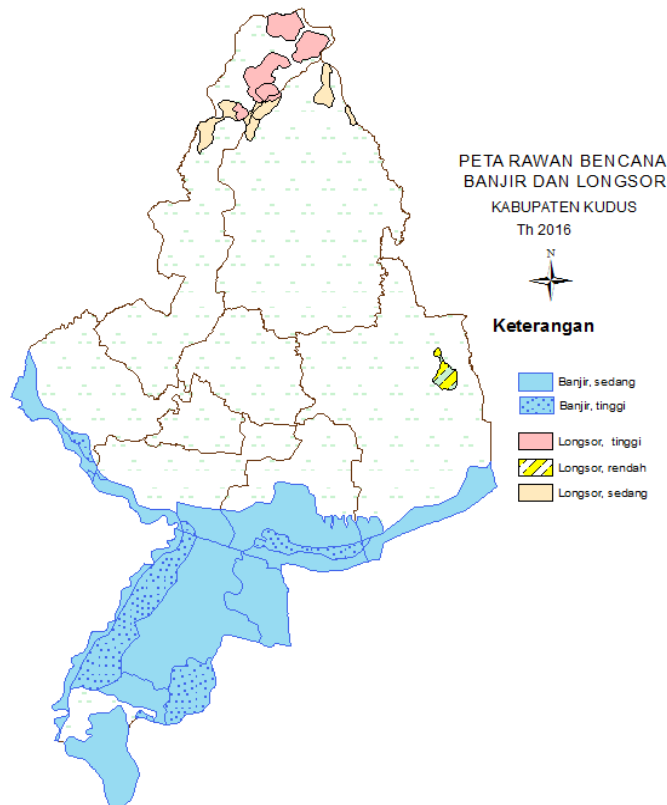 PETA RAWAN BENCANA
BANJIR DAN LONGSOR
KABUPATEN KUDUS
Th 2016
N
Keterangan
Banjir, sedang
Banjir, tinggi
Longsor, tinggi
Longsor, rendah
Longsor, sedang